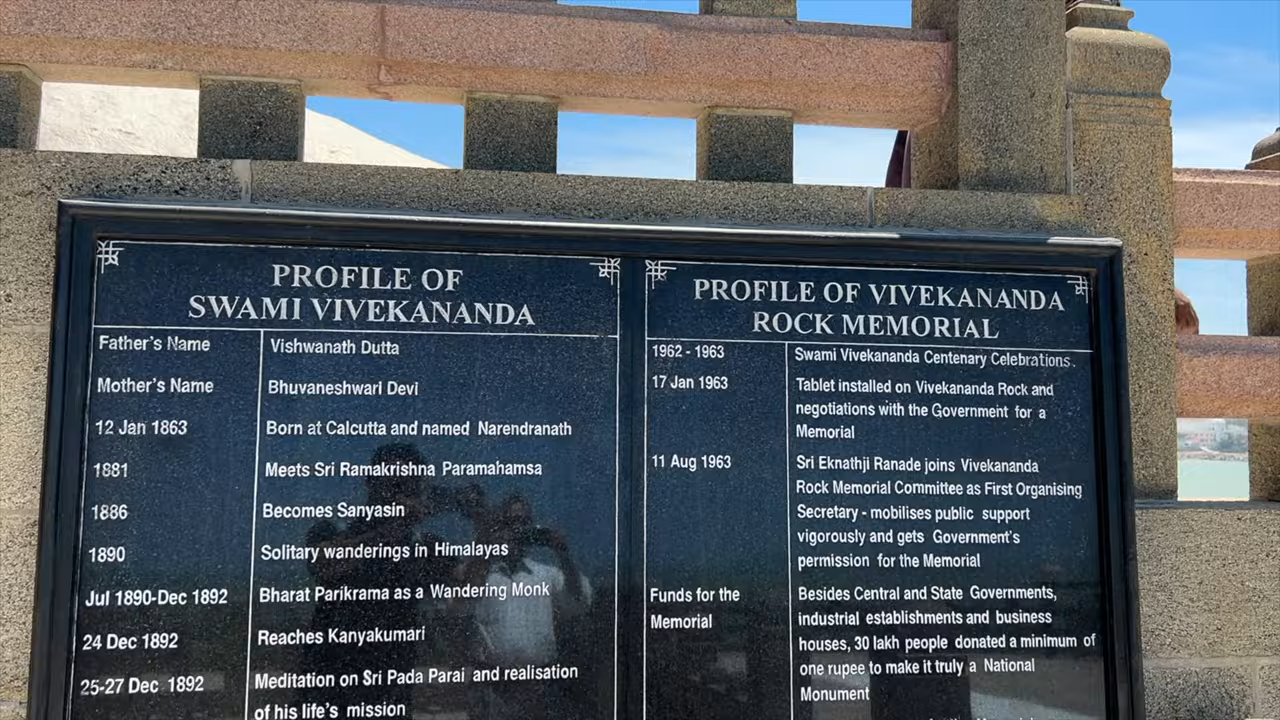 PROFILE OF
SWAMI VIVEKANANDA
Father's Name Vishwanath Dutta
Mother's Name Bhuvaneshwari Devi
12 Jan 1863 Born at Calcutta and named Narendranath
1881 Meets Sri Ramakrishna Paramahamsa
1886 Becomes Sanyasin
1890 Solitary wanderings in Himalayas
Jul 1890-Dec 1892 Bharat Parikrama as a Wandering Monk
24 Dec 1892 Reaches Kanyakumari
25-27 Dec 1892 Meditation on Sri Pada Parai and realisation
of his life's mission
PROFILE OF VIVEKANANDA
ROCK MEMORIAL
1962 - 1963 Swami Vivekananda Centenary Celebrations.
17 Jan 1963 Tablet installed on Vivekananda Rock and
negotiations with the Government for a
Memorial
11 Aug 1963 Sri Eknathji Ranade joins Vivekananda
Rock Memorial Committee as First Organising
Secretary - mobilises public support
vigorously and gets Government's
permission for the Memorial
Funds for the Besides Central and State Governments,
Memorial industrial establishments and business
houses, 30 lakh people donated a minimum of
one rupee to make it truly a National
Monument